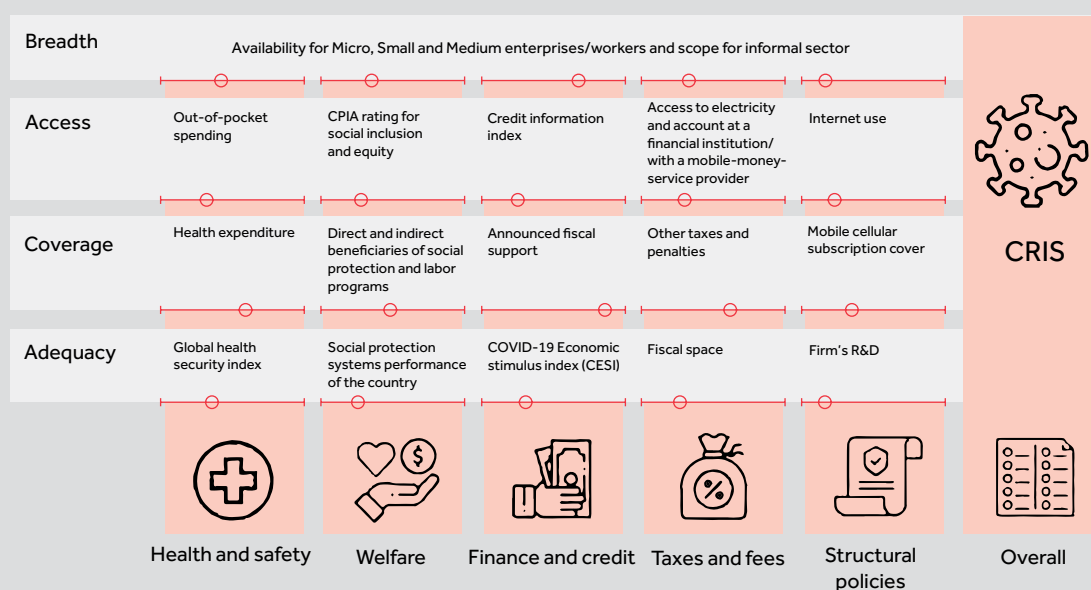 Breadth
Availability for Micro, Small and Medium enterprises/workers and scope for informal sector
Access
Out-of-pocket
spending
CPIA rating for
social inclusion
and equity
Credit information
index
Access to electricity
and account at a
financial institution/
with a mobile-money-
service provider
Internet use
Coverage
Health expenditure
Direct and indirect
beneficiaries of social
protection and labor
programs
Announced fiscal
support
Other taxes and
penalties
Mobile cellular
subscription cover
CRIS
Adequacy
Global health
security index
Social protection
systems performance
of the country
COVID-19 Economic
stimulus index (CESI)
Fiscal space
Firm's R&D
$
%
Health and safety
Welfare
Finance and credit
Taxes and fees
Structural
policies
Overall